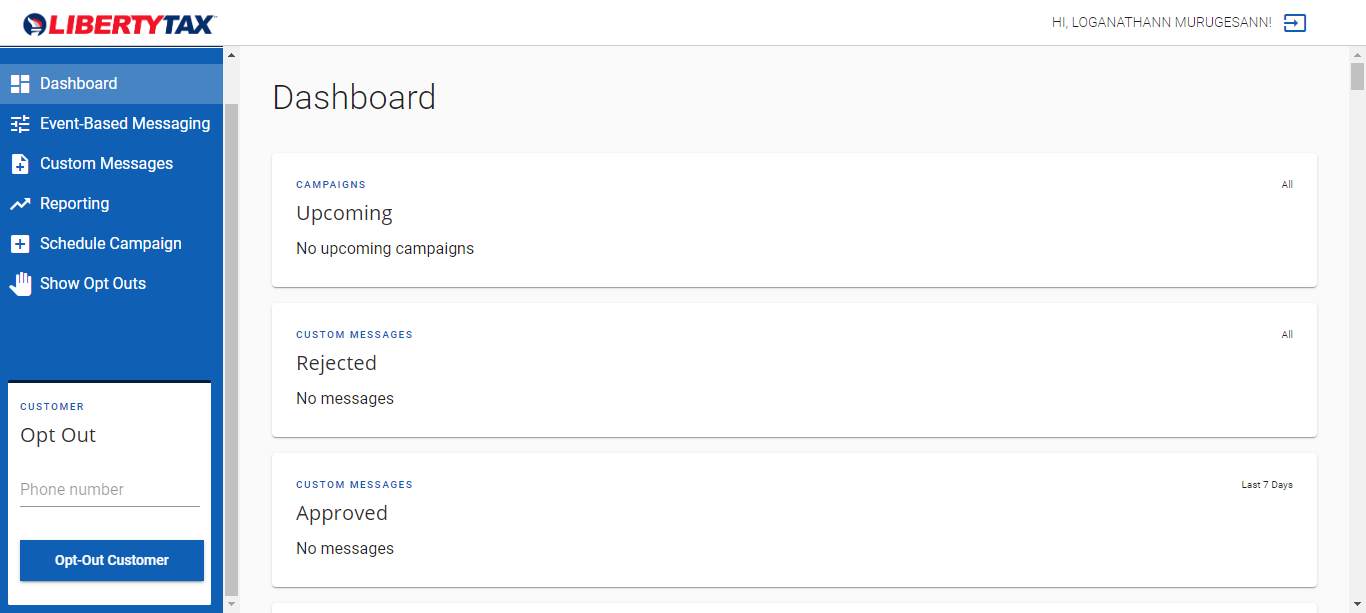 LIBERTYTAX
HI, LOGANATHANN MURUGESANN!
Dashboard
Event-Based Messaging
Custom Messages
Reporting
Schedule Campaign
Show Opt Outs
CUSTOMER
Opt Out
Phone number
Opt-Out Customer
Dashboard
CAMPAIGNS
All
Upcoming
No upcoming campaigns
CUSTOM MESSAGES
All
Rejected
No messages
CUSTOM MESSAGES
Last 7 Days
Approved
No messages